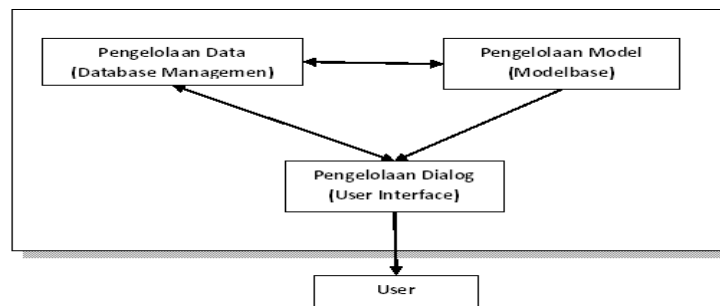 Pengelolaan Data
(Database Managemen)
Pengelolaan Model
(Modelbase)
Pengelolaan Dialog
(User Interface)
User